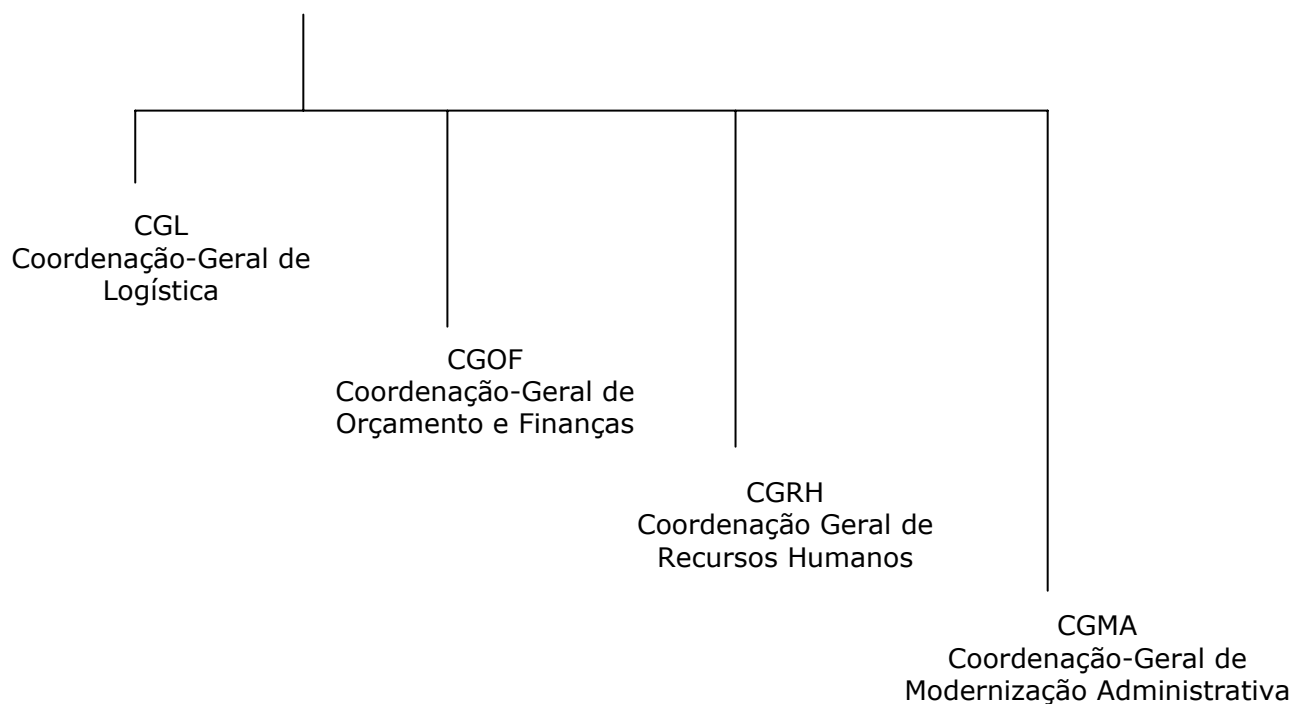 CGL
Coordenação-Geral de
Logística
CGOF
Coordenação-Geral de
Orçamento e Finanças
CGRH
Coordenação Geral de
Recursos Humanos
CGMA
Coordenação-Geral de
Modernização Administrativa